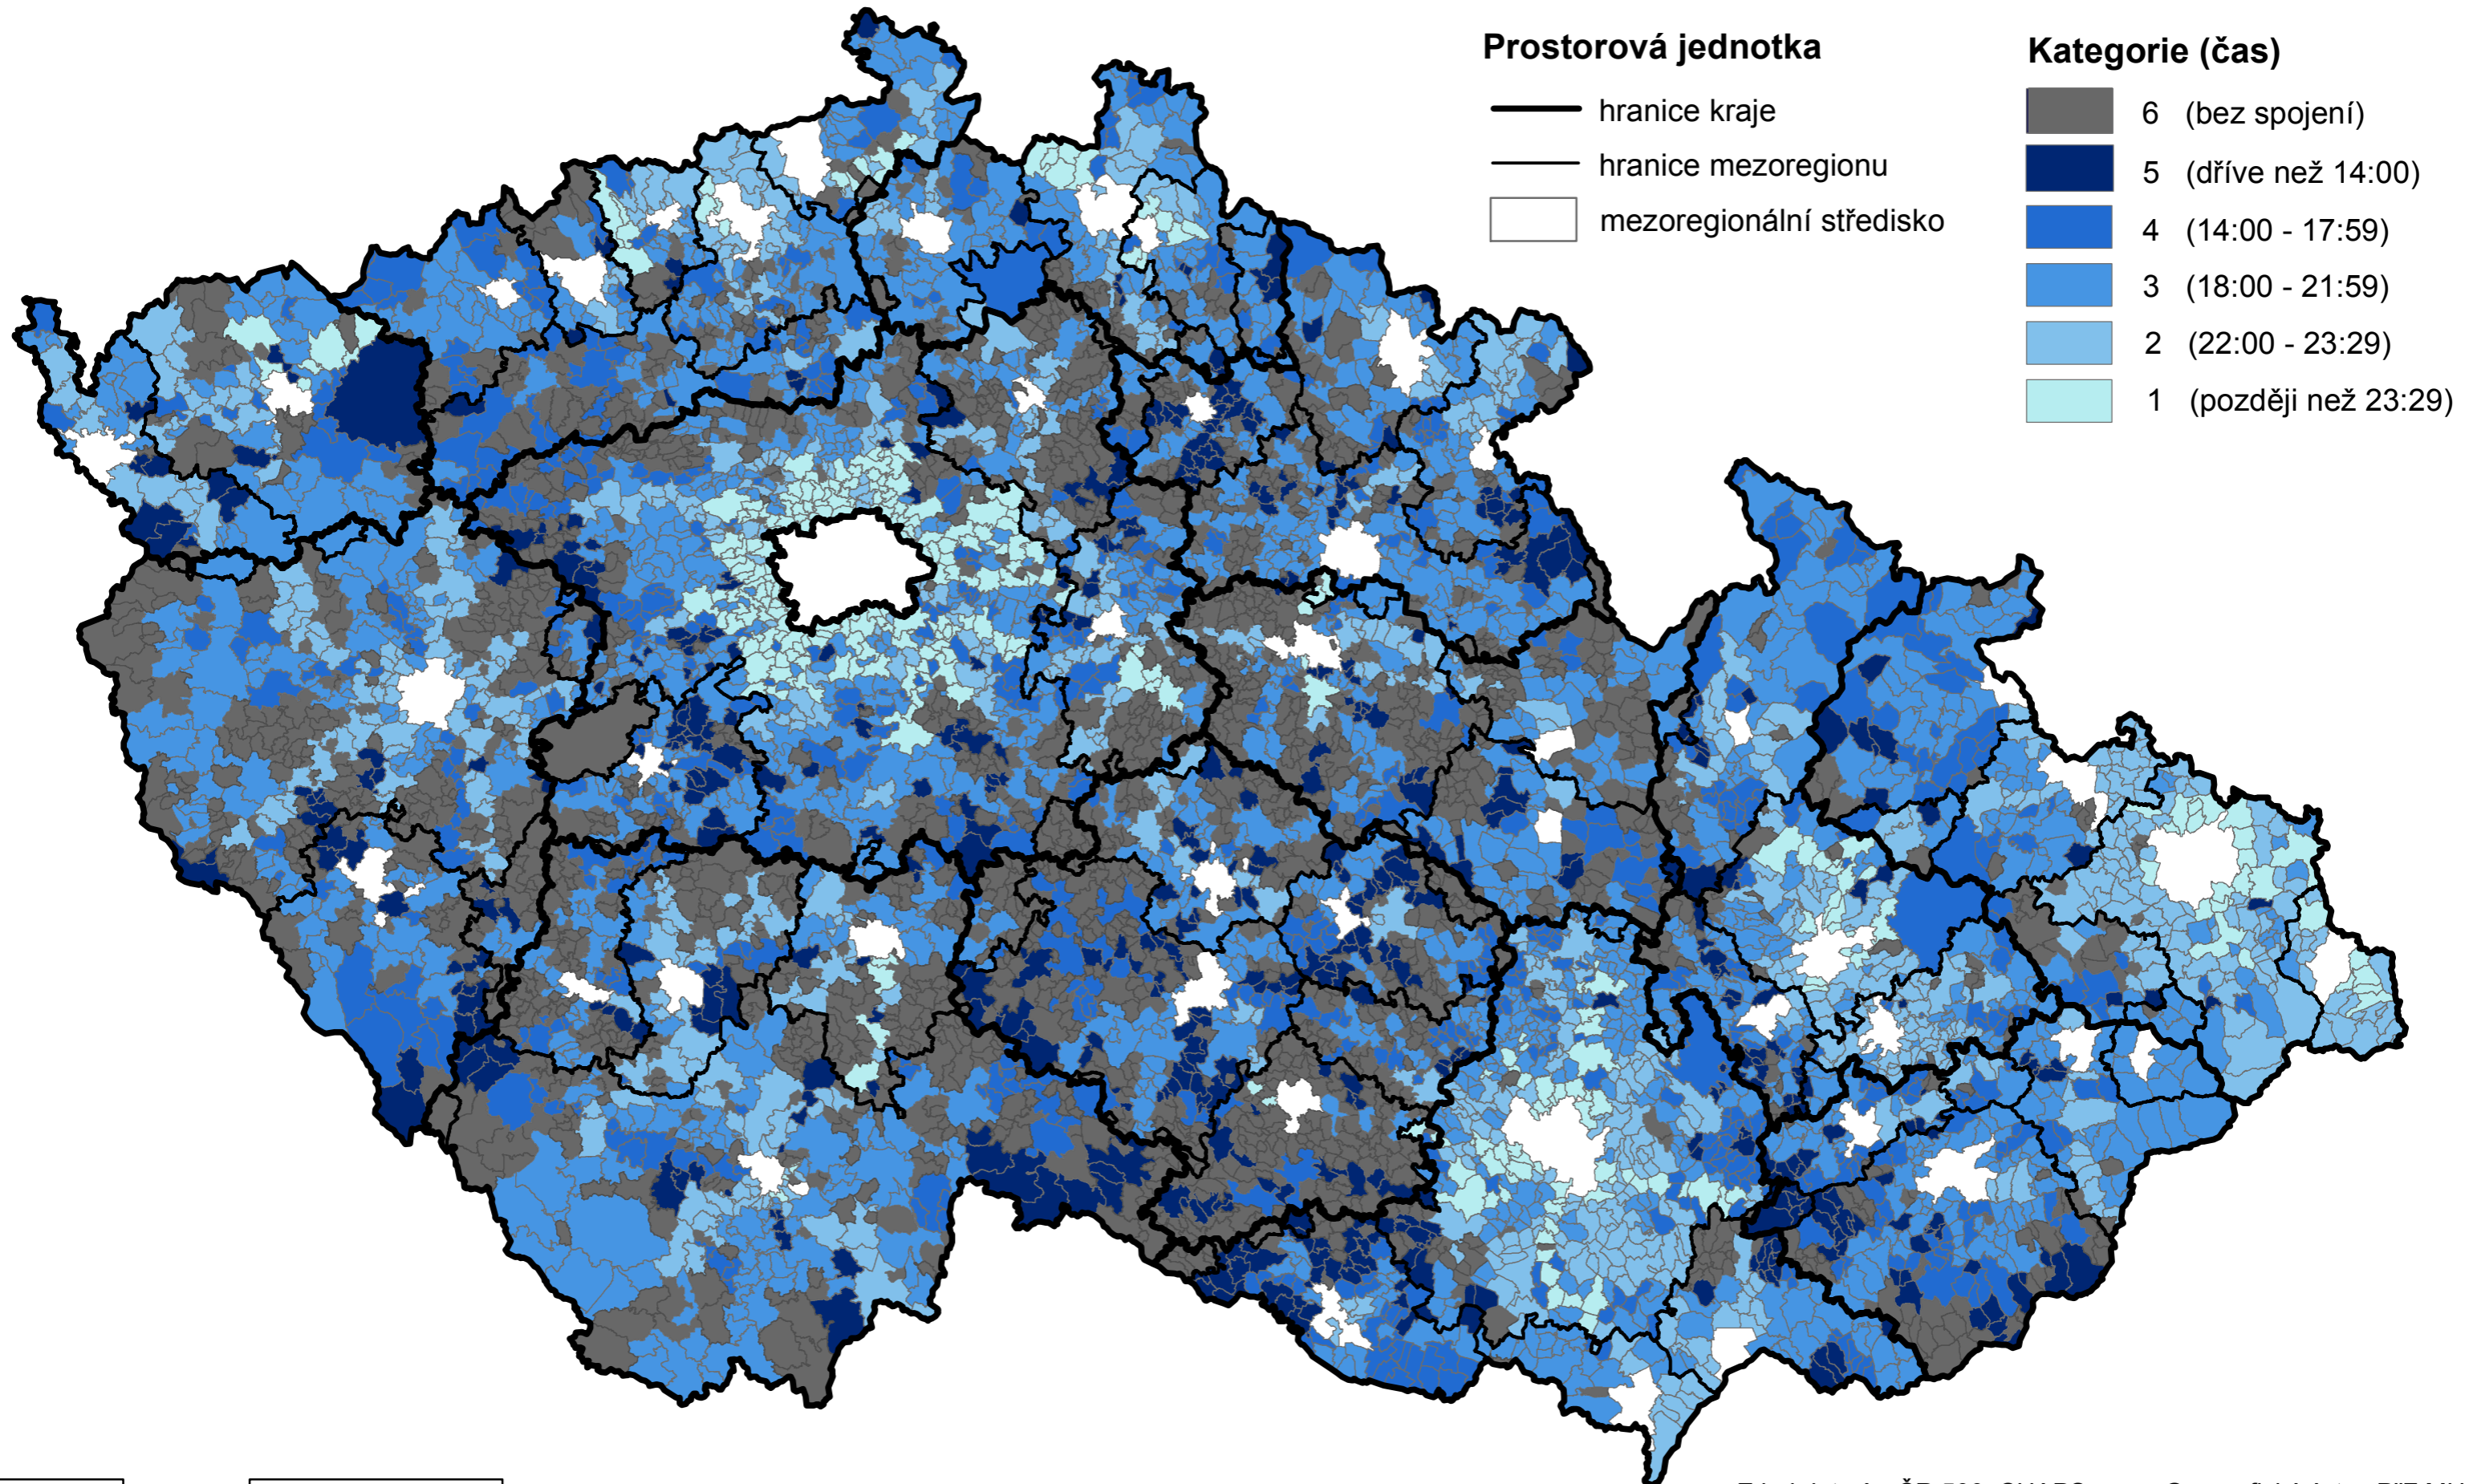 Prostorová jednotka
hranice kraje
hranice mezoregionu
mezoregionální středisko
Kategorie (čas)
6 (bez spojení)
5 (dříve než 14:00)
4 (14:00 - 17:59)
3 (18:00 - 21:59)
2 (22:00 - 23:29)
1 (později než 23:29)